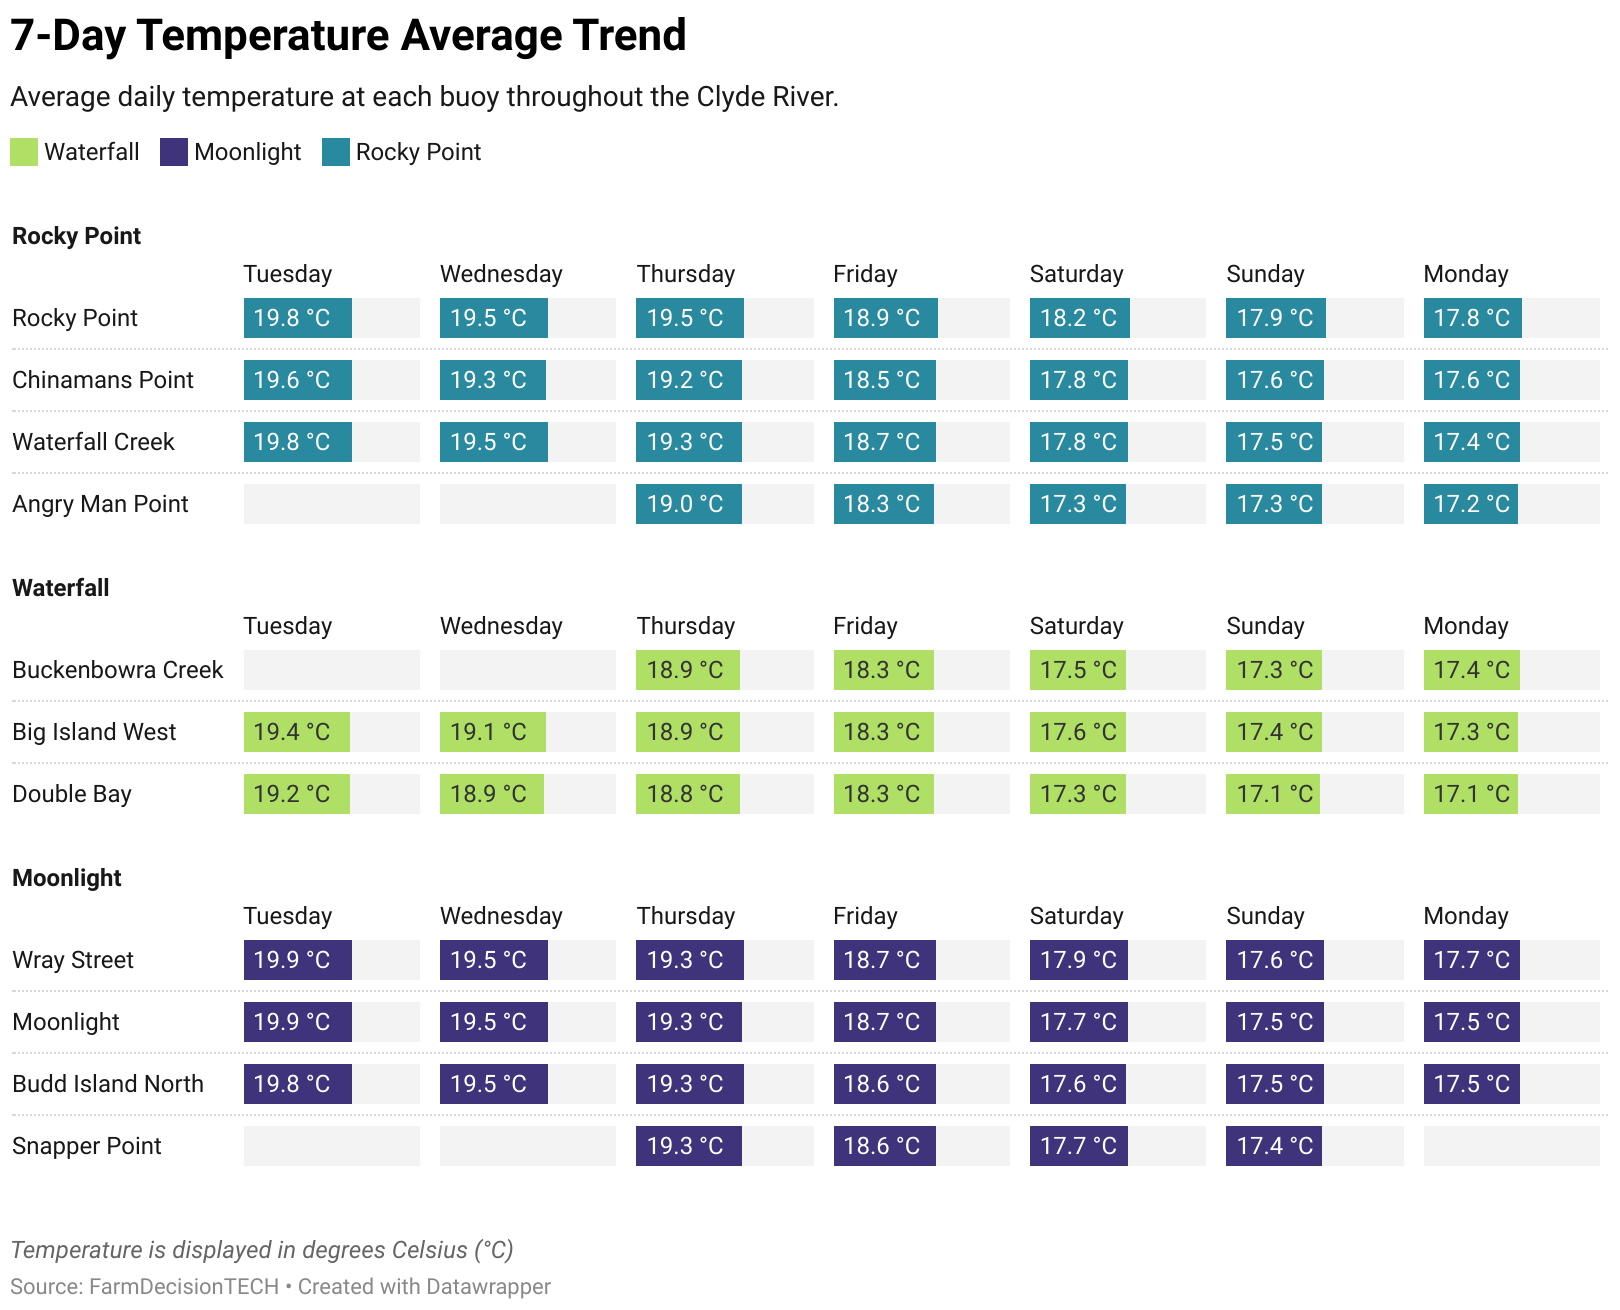 7-Day Temperature Average Trend
Average daily temperature at each buoy throughout the Clyde River.
Waterfall Moonlight Rocky Point
Rocky Point
Tuesday Wednesday Thursday Friday Saturday Sunday Monday
Rocky Point 19.8 °C 19.5 °C 19.5 °C 18.9 °C 18.2 °C 17.9 °C 17.8 °C
Chinamans Point 19.6 °C 19.3 °C 19.2 °C 18.5 °C 17.8 °C 17.6 °C 17.6 °C
Waterfall Creek 19.8 °C 19.5 °C 19.3 °C 18.7 °C 17.8 °C 17.5 °C 17.4 °C
Angry Man Point 19.0 °C 18.3 °C 17.3 °C 17.3 °C 17.2 °C
Waterfall
Tuesday Wednesday Thursday Friday Saturday Sunday Monday
Buckenbowra Creek 18.9 °C 18.3 °C 17.5 °C 17.3 °C 17.4 °C
Big Island West 19.4 °C 19.1 °C 18.9 °C 18.3 °C 17.6 °C 17.4 °C 17.3 °C
Double Bay 19.2 °C 18.9 °C 18.8 °C 18.3 °C 17.3 °C 17.1 °C 17.1 °C
Moonlight
Tuesday Wednesday Thursday Friday Saturday Sunday Monday
Wray Street 19.9 °C 19.5 °C 19.3 °C 18.7 °C 17.9 °C 17.6 °C 17.7 °C
Moonlight 19.9 °C 19.5 °C 19.3 °C 18.7 °C 17.7 °C 17.5 °C 17.5 °C
Budd Island North 19.8 °C 19.5 °C 19.3 °C 18.6 °C 17.6 °C 17.5 °C 17.5 °C
Snapper Point 19.3 °C 18.6 °C 17.7 °C 17.4 °C
Temperature is displayed in degrees Celsius (°C)
Source: FarmDecisionTECH • Created with Datawrapper